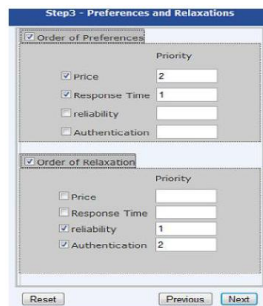 Step3 - Preferences and Relaxations
Order of Preferences
Priority
Price 2
Response Time 1
reliability
Authentication
Order of Relaxation
Priority
Price
Response Time
reliability 1
Authentication 2
Reset Previous Next